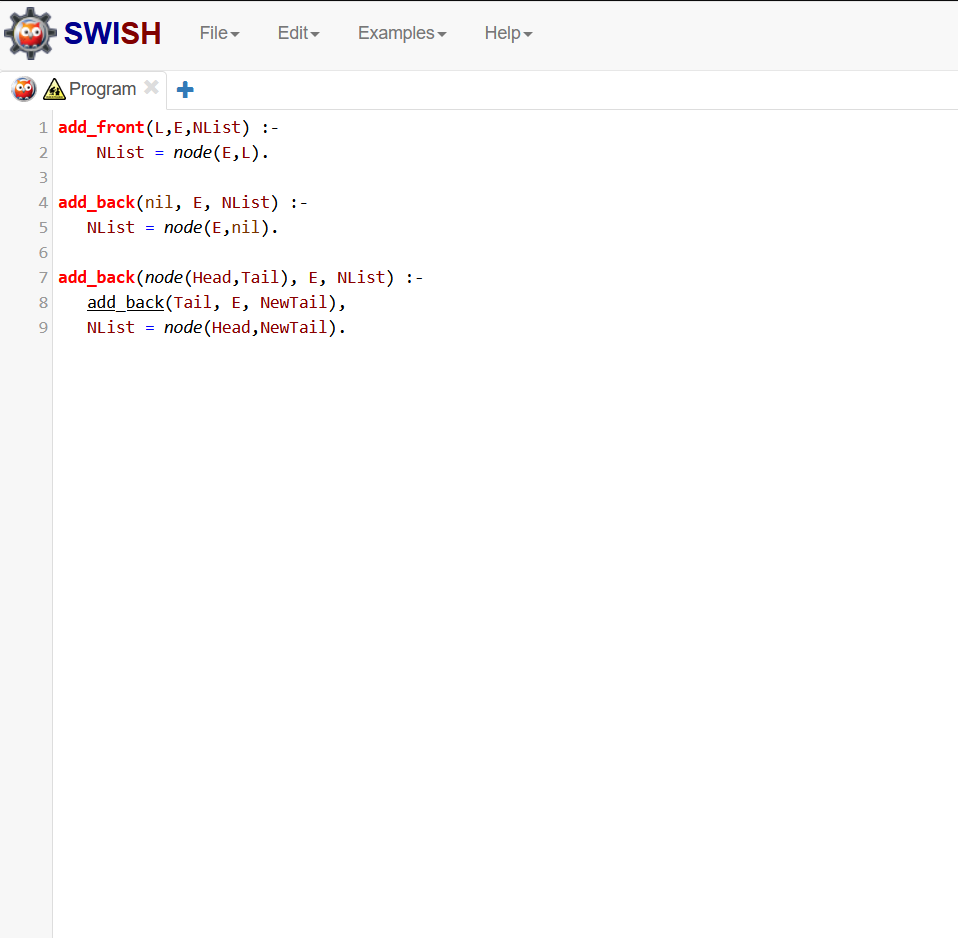 SWISH File Edit Examples Help
Program
1 add_front(L,E,NList) :-
2 NList = node(E,L).
3
4 add_back(nil, E, NList) :-
5 NList = node(E,nil).
6
7 add_back(node(Head,Tail), E, NList) :-
8 add_back(Tail, E, NewTail),
9 NList = node(Head,NewTail).